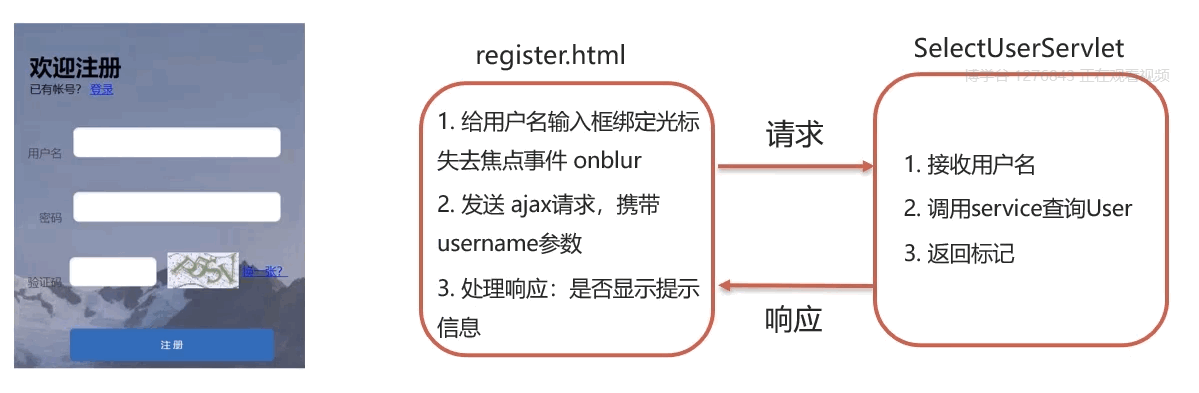 欢迎注册
已有帐号? 登录
用户名
密码
验证码
换一张?
注册
register.html
1. 给用户名输入框绑定光标
失去焦点事件 onblur
2. 发送 ajax请求，携带
username参数
3. 处理响应：是否显示提示
信息
请求
响应
SelectUserServlet
博学谷 1276843 正在观看视频
1. 接收用户名
2. 调用service查询User
3. 返回标记